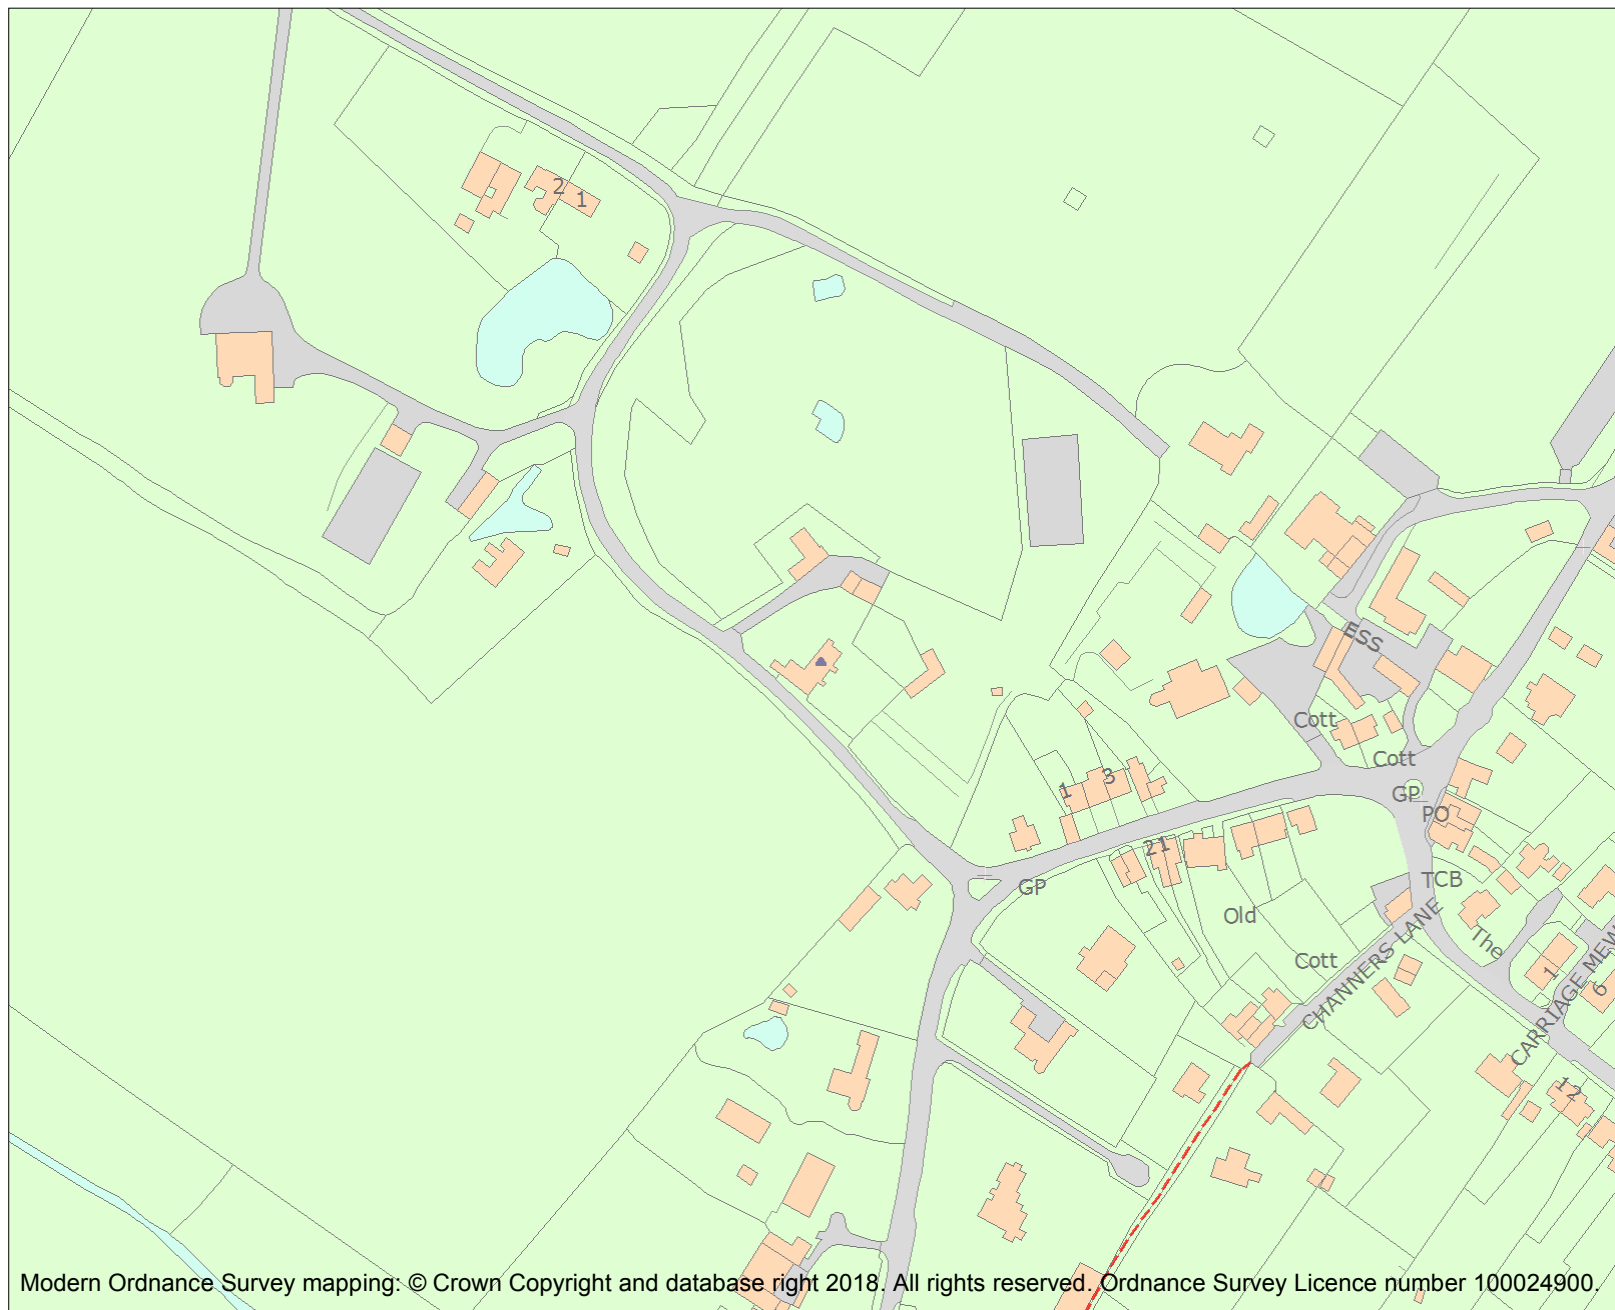 2
1
ESS
Cott
Cott
GP
PO
1
3
21
GP
TCB
Old
The
Cott
CHANNERS LANE
1
6
CARRIAGE MEW
12
Modern Ordnance Survey mapping: © Crown Copyright and database right 2018. All rights reserved. Ordnance Survey Licence number 100024900.